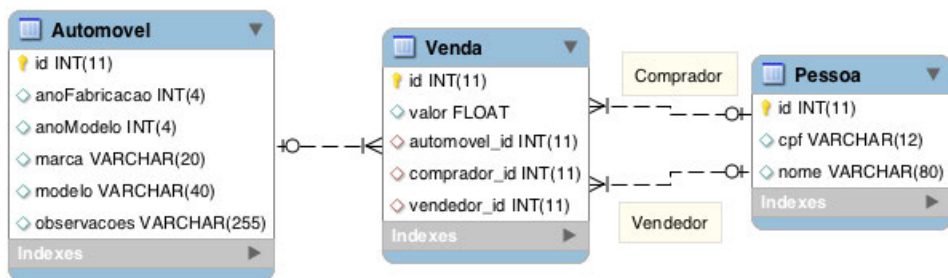 Automovel
id INT(11)
anoFabricacao INT(4)
anoModelo INT(4)
marca VARCHAR(20)
modelo VARCHAR(40)
observacoes VARCHAR(255)
Indexes
Venda
id INT(11)
valor FLOAT
automovel_id INT(11)
comprador_id INT(11)
vendedor_id INT(11)
Indexes
Comprador
Vendedor
Pessoa
id INT(11)
cpf VARCHAR(12)
nome VARCHAR(80)
Indexes